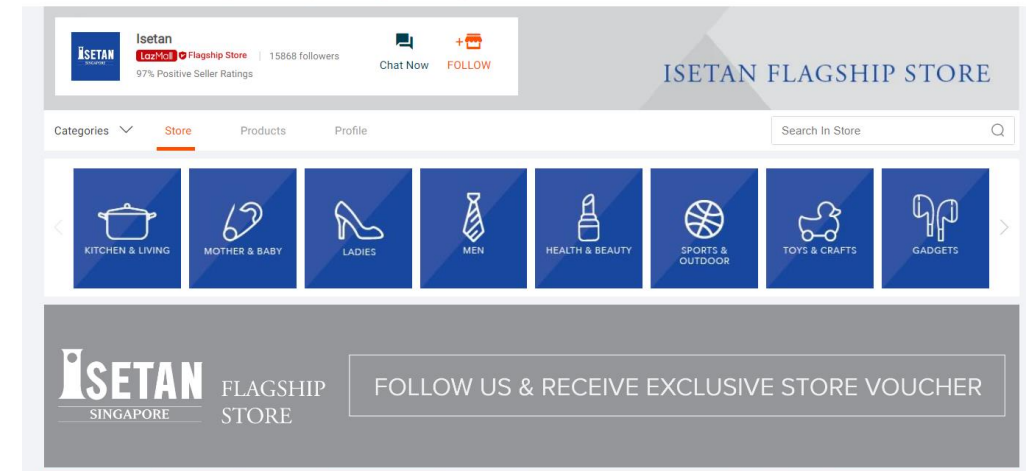 ISETAN
SINGAPORE
Isetan
LazMall Flagship Store | 15868 followers
97% Positive Seller Ratings
Chat Now
+ FOLLOW
ISETAN FLAGSHIP STORE
Categories
Store
Products
Profile
Search In Store
KITCHEN & LIVING
MOTHER & BABY
LADIES
MEN
HEALTH & BEAUTY
SPORTS &
OUTDOOR
TOYS & CRAFTS
GADGETS
ISETAN
SINGAPORE
FLAGSHIP
STORE
FOLLOW US & RECEIVE EXCLUSIVE STORE VOUCHER